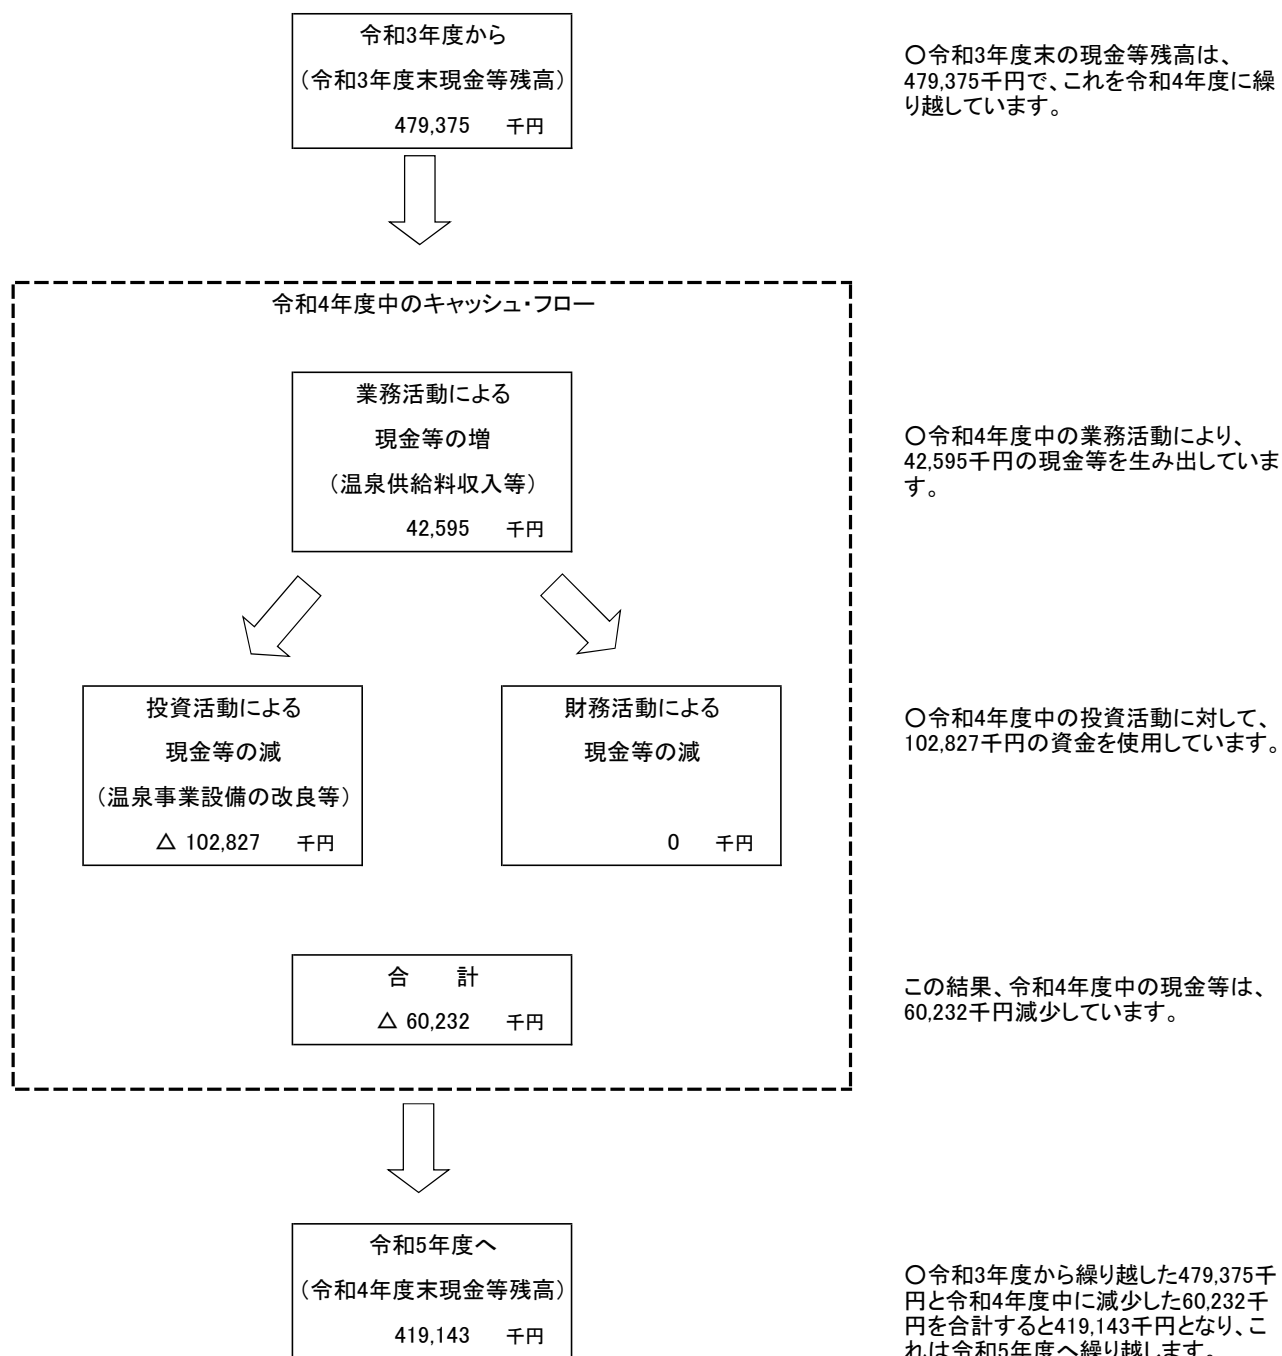 令和3年度から
（令和3年度末現金等残高）
479,375 千円
○令和3年度末の現金等残高は、
479,375千円で、これを令和4年度に繰
り越しています。
令和4年度中のキャッシュ・フロー
業務活動による
現金等の増
（温泉供給料収入等）
42,595 千円
○令和4年度中の業務活動により、
42,595千円の現金等を生み出していま
す。
投資活動による
現金等の減
（温泉事業設備の改良等）
△ 102,827 千円
財務活動による
現金等の減
0 千円
○令和4年度中の投資活動に対して、
102,827千円の資金を使用しています。
合 計
△ 60,232 千円
この結果、令和4年度中の現金等は、
60,232千円減少しています。
令和5年度へ
（令和4年度末現金等残高）
419,143 千円
○令和3年度から繰り越した479,375千
円と令和4年度中に減少した60,232千
円を合計すると419,143千円となり、こ
れは令和5年度へ繰り越します。